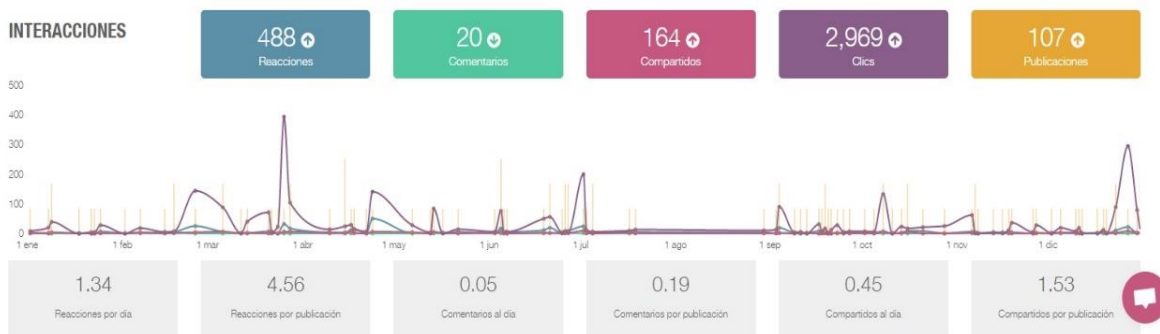 INTERACCIONES
488
Reacciones
20
Comentarios
164
Compartidos
2,969
Clics
107
Publicaciones
500
400
300
200
100
0
1 ene 1 feb 1 mar 1 abr 1 may 1 jun 1 jul 1 ago 1 sep 1 oct 1 nov 1 dic
1.34
Reacciones por día
4.56
Reacciones por publicación
0.05
Comentarios al día
0.19
Comentarios por publicación
0.45
Compartidos al día
1.53
Compartidos por publicación